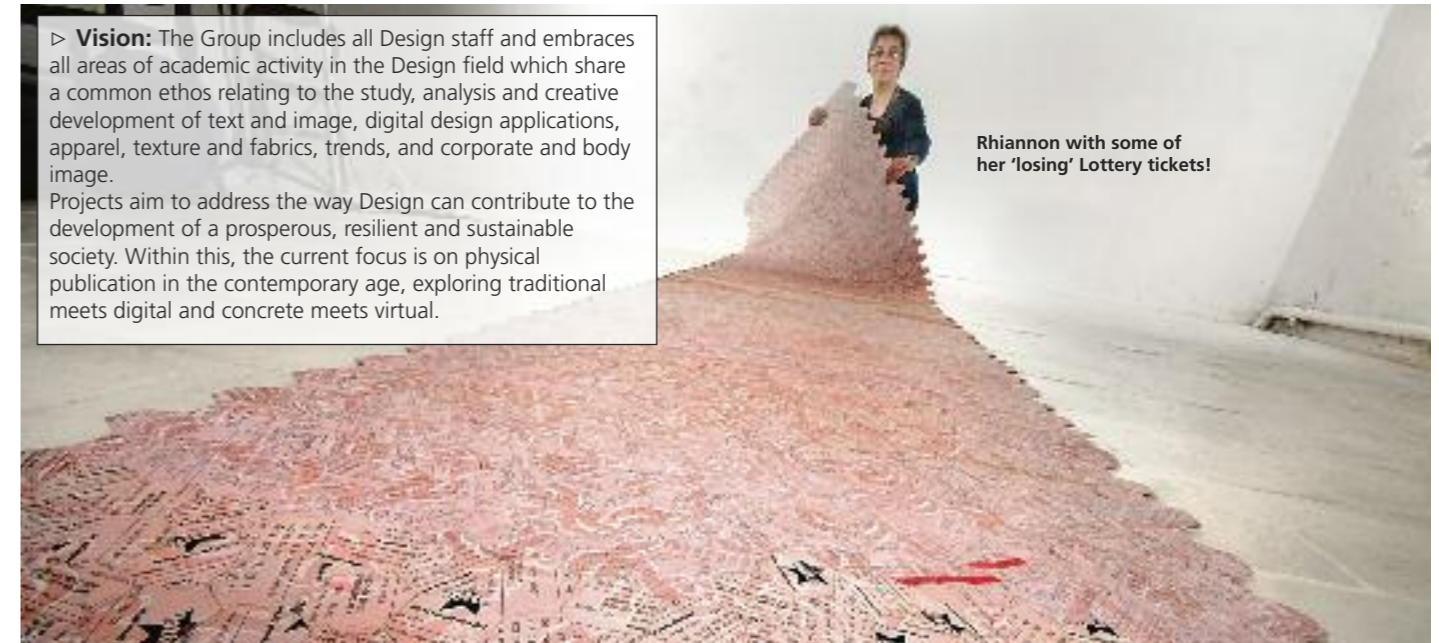 ▷ Vision: The Group includes all Design staff and embraces
all areas of academic activity in the Design field which share
a common ethos relating to the study, analysis and creative
development of text and image, digital design applications,
apparel, texture and fabrics, trends, and corporate and body
image.
Projects aim to address the way Design can contribute to the
development of a prosperous, resilient and sustainable
society. Within this, the current focus is on physical
publication in the contemporary age, exploring traditional
meets digital and concrete meets virtual.
Rhiannon with some of
her ‘losing’ Lottery tickets!